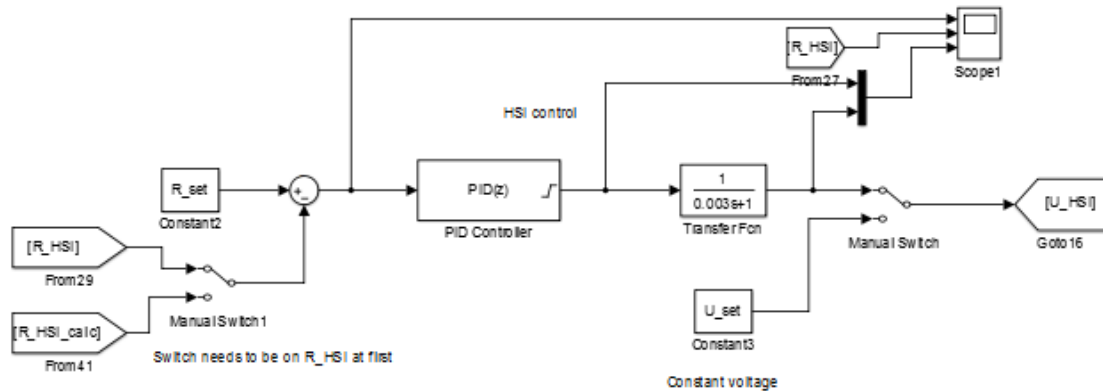 [R_HSI]
From27
Scope1
HSI control
R_set
Constant2
+
−
PID(z)
PID Controller
1
0.003s+1
Transfer Fcn
Manual Switch
[U_HSI]
Goto16
[R_HSI]
From29
Manual Switch1
[R_HSI_calc]
From41
U_set
Constant3
Switch needs to be on R_HSI at first
Constant voltage